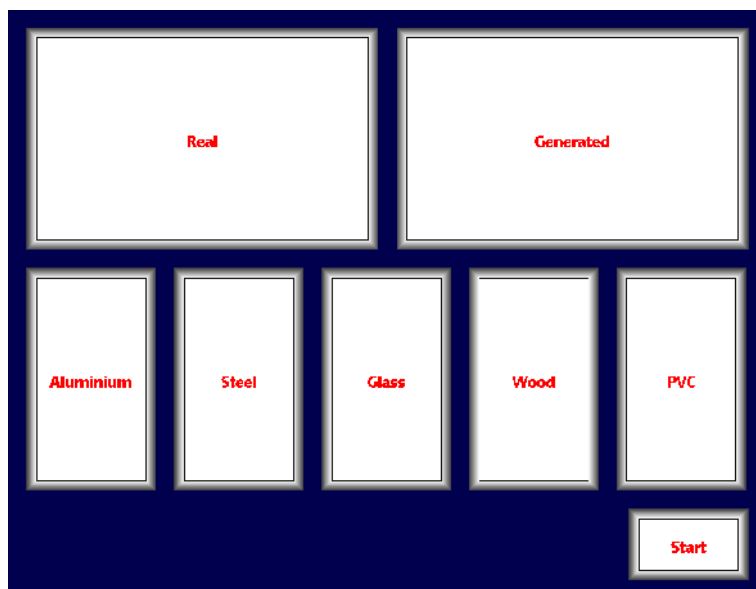 Real
Generated
Aluminium
Steel
Glass
Wood
PVC
Start